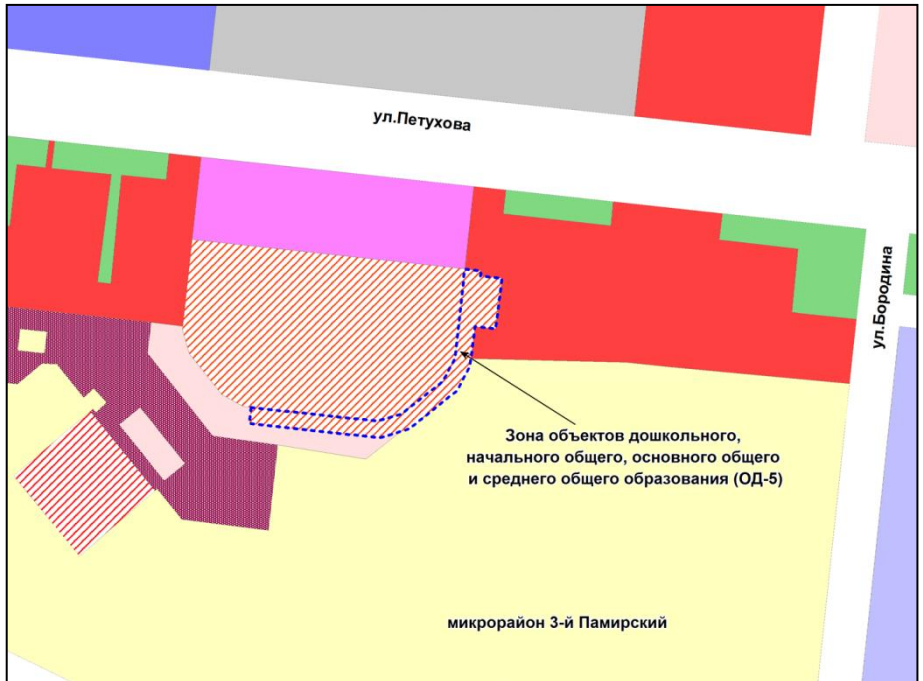 ул.Петухова
ул.Бородина
Зона объектов дошкольного,
начального общего, основного общего
и среднего общего образования (ОД-5)
микрорайон 3-й Памирский